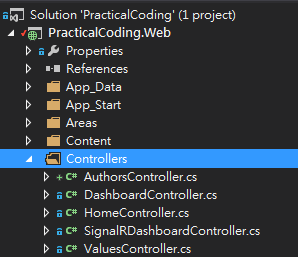 Solution 'PracticalCoding' (1 project)
PracticalCoding.Web
Properties
References
App_Data
App_Start
Areas
Content
Controllers
C# AuthorsController.cs
C# DashboardController.cs
C# HomeController.cs
C# SignalRDashboardController.cs
C# ValuesController.cs